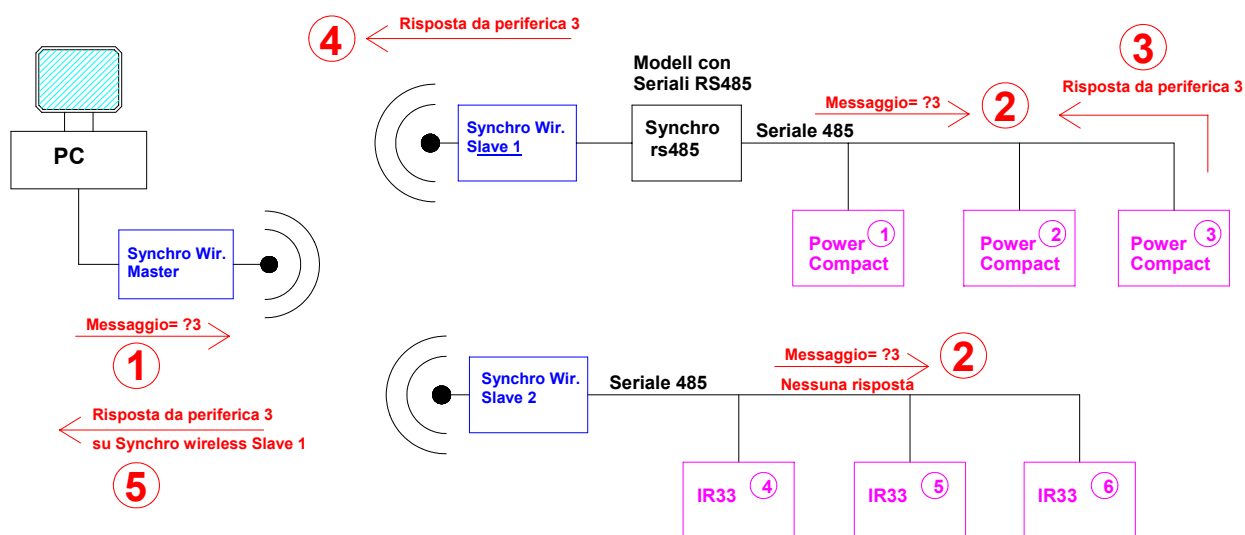 4
Risposta da periferica 3
3
Modell con
Seriali RS485
Risposta da periferica 3
Messaggio= ?3
2
PC
Synchro Wir.
Slave 1
Synchro
rs485
Seriale 485
Power
Compact
1
Power
Compact
2
Power
Compact
3
Synchro Wir.
Master
Messaggio= ?3
1
Messaggio= ?3
2
Nessuna risposta
Synchro Wir.
Slave 2
Seriale 485
Risposta da periferica 3
su Synchro wireless Slave 1
5
IR33
4
IR33
5
IR33
6